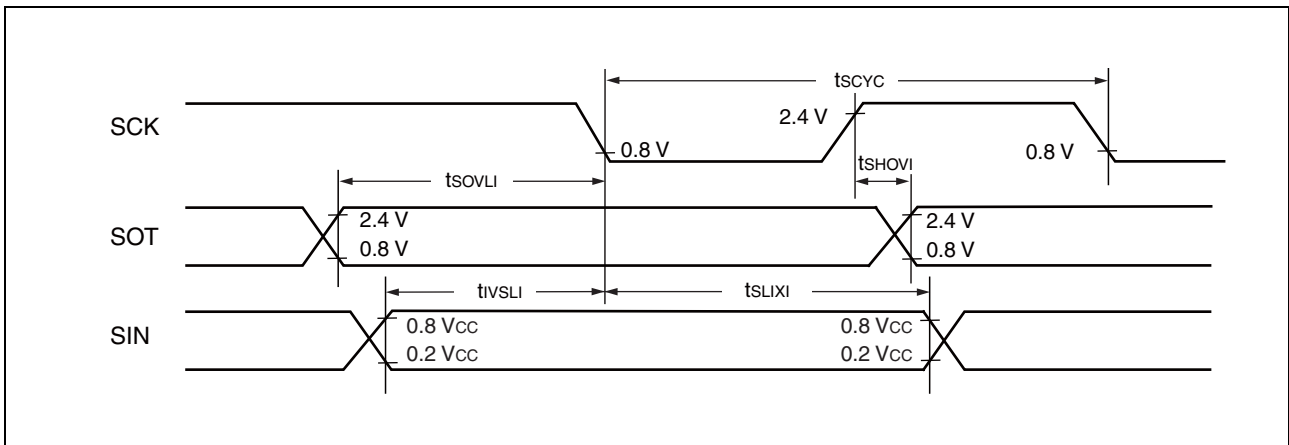 tSCYC
SCK
2.4 V
0.8 V
0.8 V
tSHOVI
tSOVLI
SOT
2.4 V
2.4 V
0.8 V
0.8 V
tIVSLI
tSLIXI
SIN
0.8 VCC
0.8 VCC
0.2 VCC
0.2 VCC